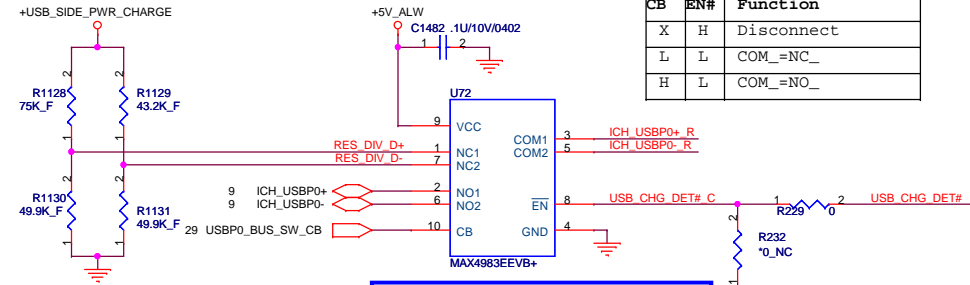 +USB_SIDE_PWR_CHARGE
+5V_ALW
CB EN# Function
X H Disconnect
L L COM_=NC_
H L COM_=NO_
C1482 .1U/10V/0402
1 2
2 2
R1128
75K_F
R1129
43.2K_F
1 1
U72
9 VCC
RES_DIV_D+ 1 NC1
RES_DIV_D- 7 NC2
COM1 3 ICH_USBP0+_R
COM2 5 ICH_USBP0-_R
2 2
R1130
49.9K_F
R1131
49.9K_F
1 1
9 ICH_USBP0+ 2 NO1
9 ICH_USBP0- 6 NO2
29 USBP0_BUS_SW_CB 10 CB
EN 8 USB_CHG_DET#_C
GND 4
MAX4983EEVB+
1 2 USB_CHG_DET#
R229 0
2
R232
*0_NC
1